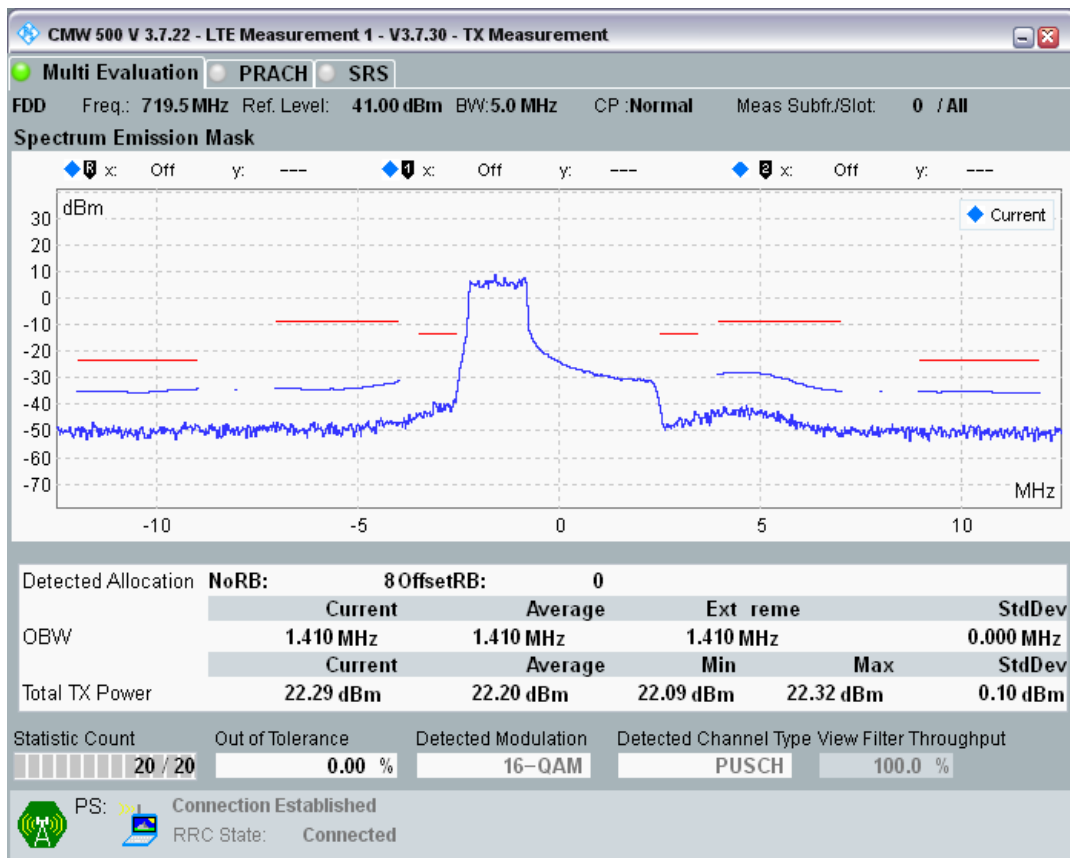 CMW 500 V 3.7.22 - LTE Measurement 1 - V3.7.30 - TX Measurement
Multi Evaluation PRACH SRS
FDD Freq.: 719.5 MHz Ref. Level: 41.00 dBm BW:5.0 MHz CP :Normal Meas Subfr./Slot: 0 / All
Spectrum Emission Mask
R x: Off y: --- 1 x: Off y: --- 2 x: Off y: ---
dBm
Current
30
20
10
0
-10
-20
-30
-40
-50
-60
-70
MHz
-10 -5 0 5 10
Detected Allocation NoRB: 8 OffsetRB: 0
Current Average Ext reme StdDev
OBW 1.410 MHz 1.410 MHz 1.410 MHz 0.000 MHz
Current Average Min Max StdDev
Total TX Power 22.29 dBm 22.20 dBm 22.09 dBm 22.32 dBm 0.10 dBm
Statistic Count Out of Tolerance Detected Modulation Detected Channel Type View Filter Throughput
20 / 20 0.00 % 16-QAM PUSCH 100.0 %
PS: Connection Established
RRC State: Connected